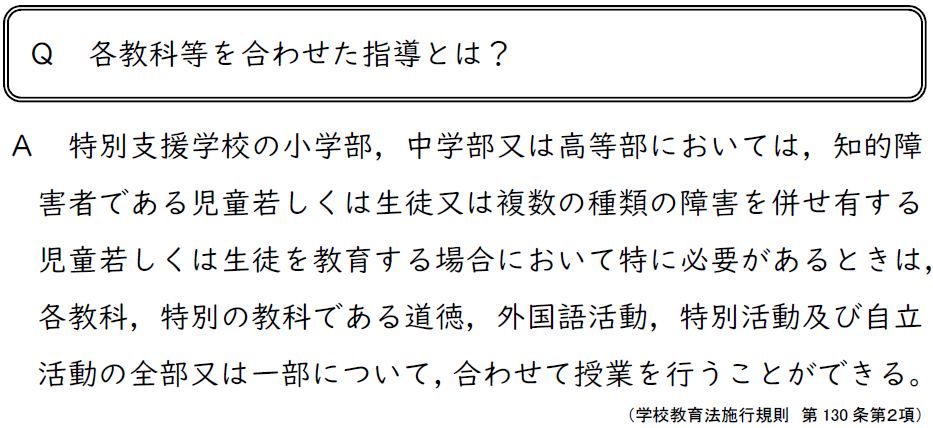 Q　各教科等を合わせた指導とは？
A　特別支援学校の小学部，中学部又は高等部においては，知的障
害者である児童若しくは生徒又は複数の種類の障害を併せ有する
児童若しくは生徒を教育する場合において特に必要があるときは，
各教科，特別の教科である道徳，外国語活動，特別活動及び自立
活動の全部又は一部について，合わせて授業を行うことができる。
（学校教育法施行規則　第130条第２項）